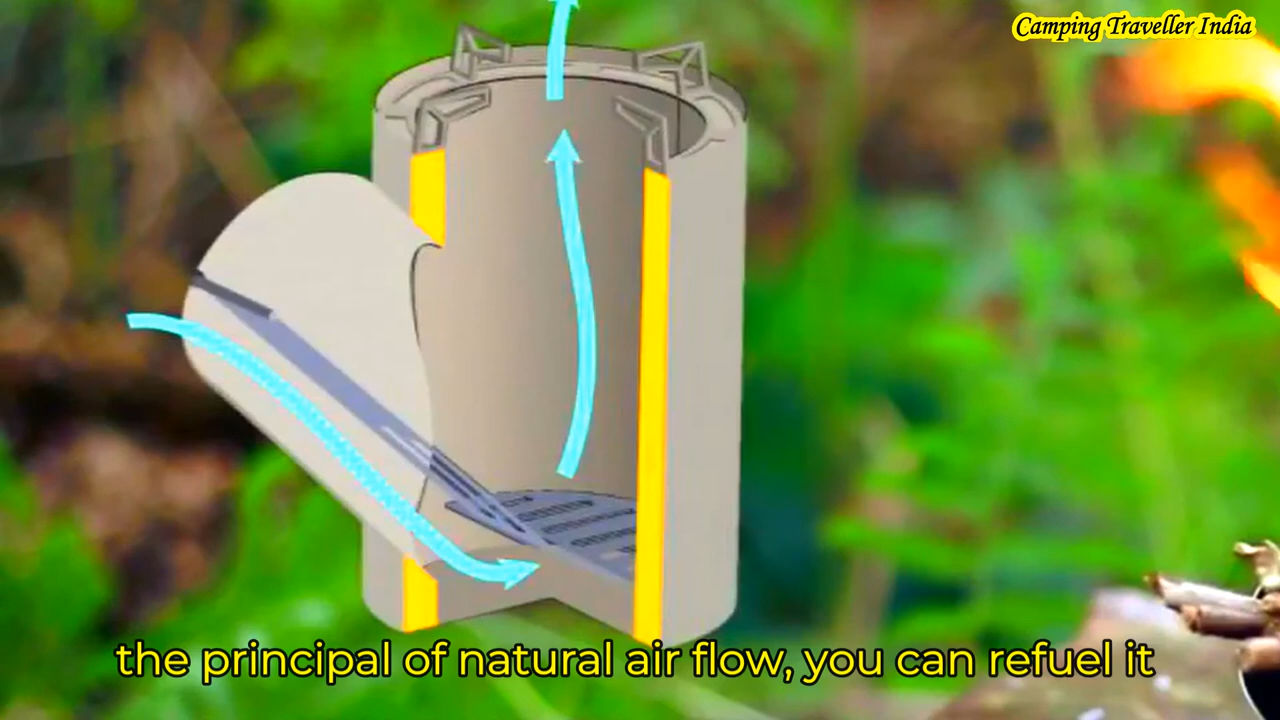 Camping Traveller India
the principal of natural air flow, you can refuel it